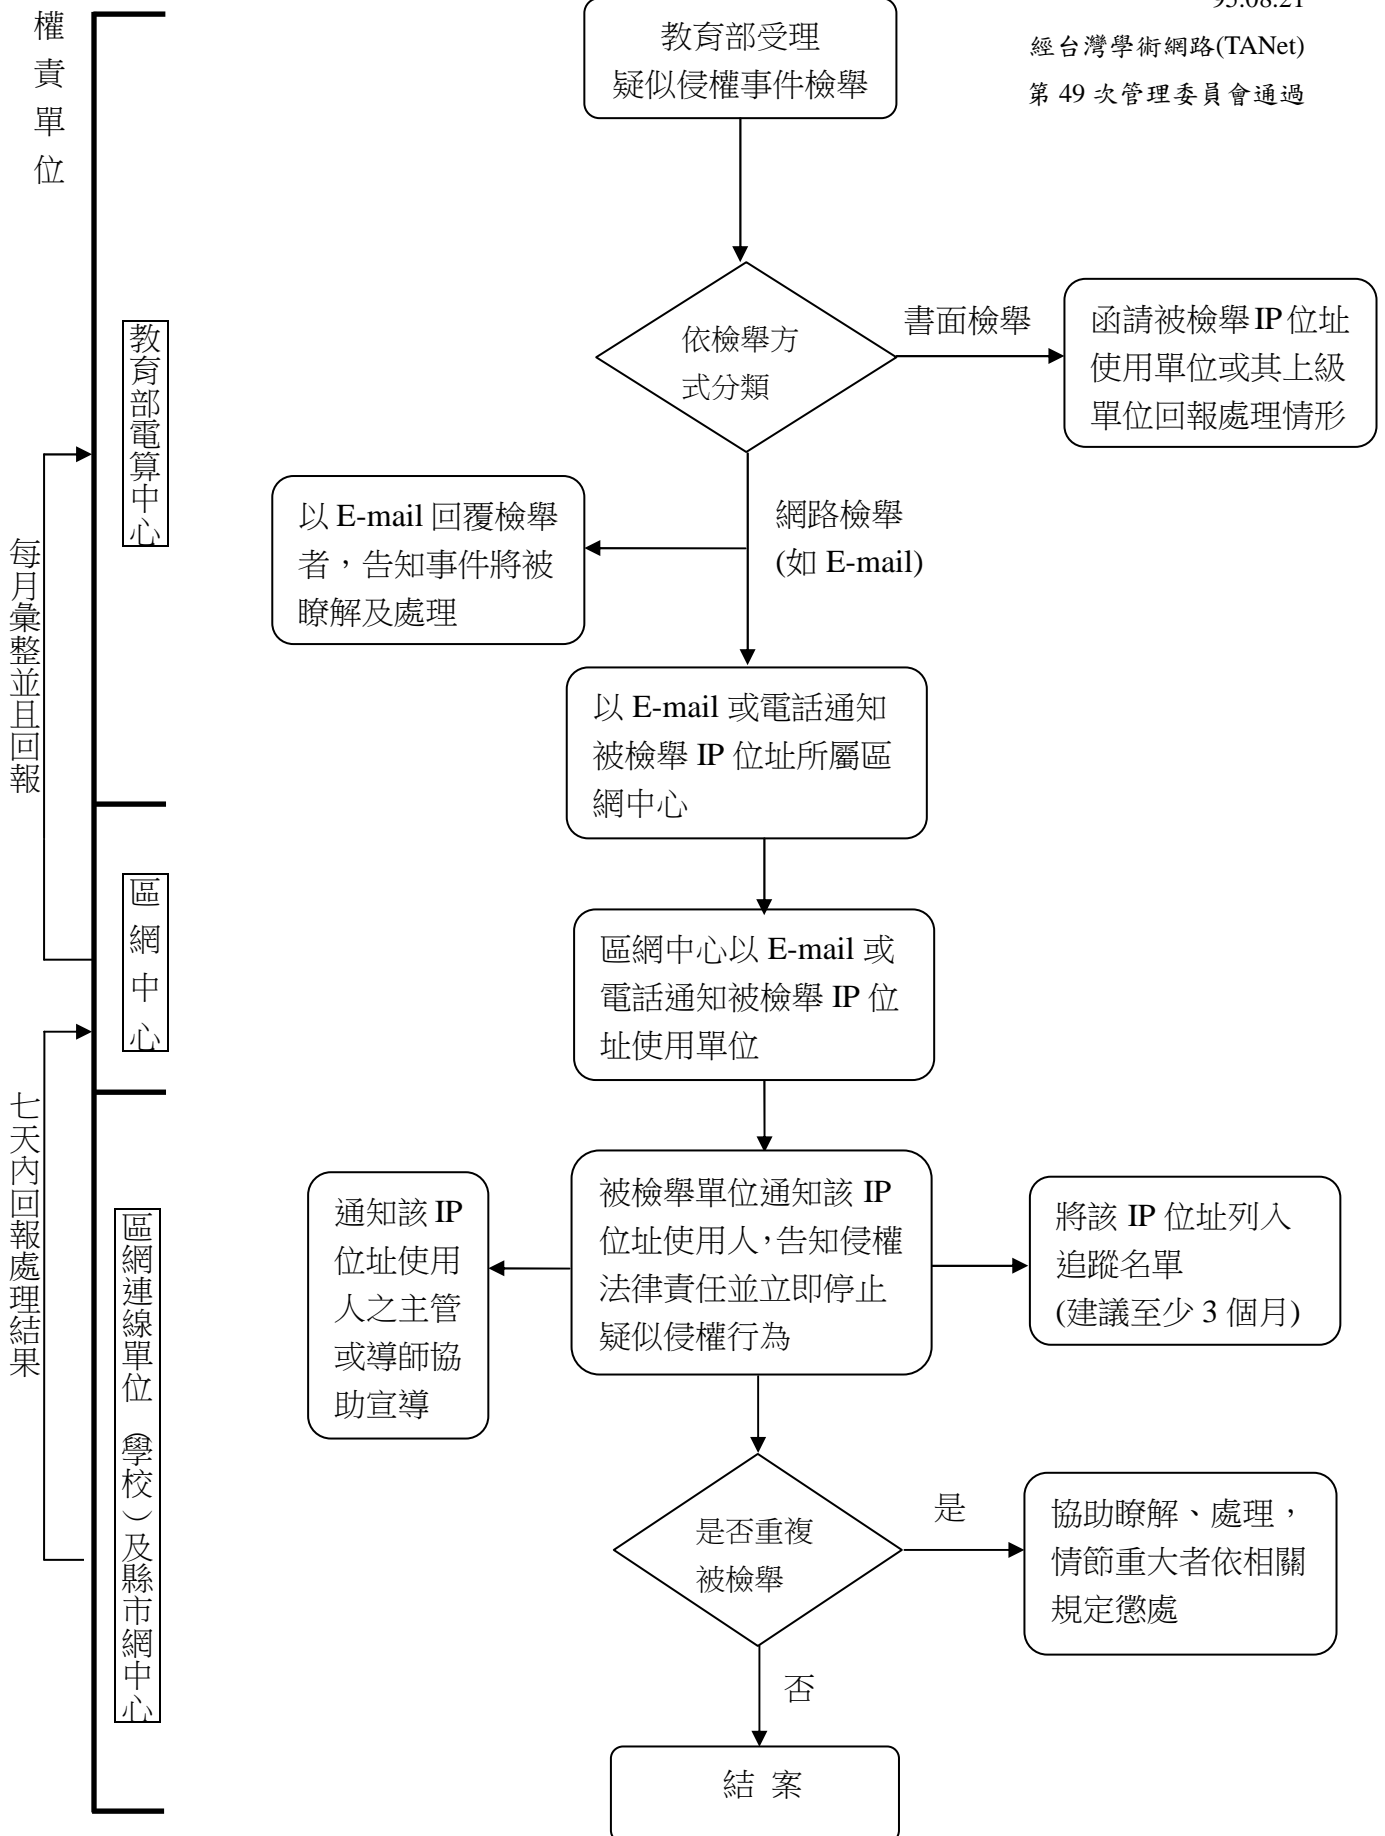 95.08.21
經台灣學術網路(TANet)
第 49 次管理委員會通過
權責單位
教育部電算中心
每月彙整並且回報
區網中心
七天內回報處理結果
區網連線單位（學校）及縣市網中心
教育部受理
疑似侵權事件檢舉
依檢舉方
式分類
書面檢舉
函請被檢舉 IP 位址
使用單位或其上級
單位回報處理情形
網路檢舉
(如 E-mail)
以 E-mail 回覆檢舉
者，告知事件將被
瞭解及處理
以 E-mail 或電話通知
被檢舉 IP 位址所屬區
網中心
區網中心以 E-mail 或
電話通知被檢舉 IP 位
址使用單位
被檢舉單位通知該 IP
位址使用人，告知侵權
法律責任並立即停止
疑似侵權行為
通知該 IP
位址使用
人之主管
或導師協
助宣導
將該 IP 位址列入
追蹤名單
(建議至少 3 個月)
是否重複
被檢舉
是
協助瞭解、處理，
情節重大者依相關
規定懲處
否
結 案